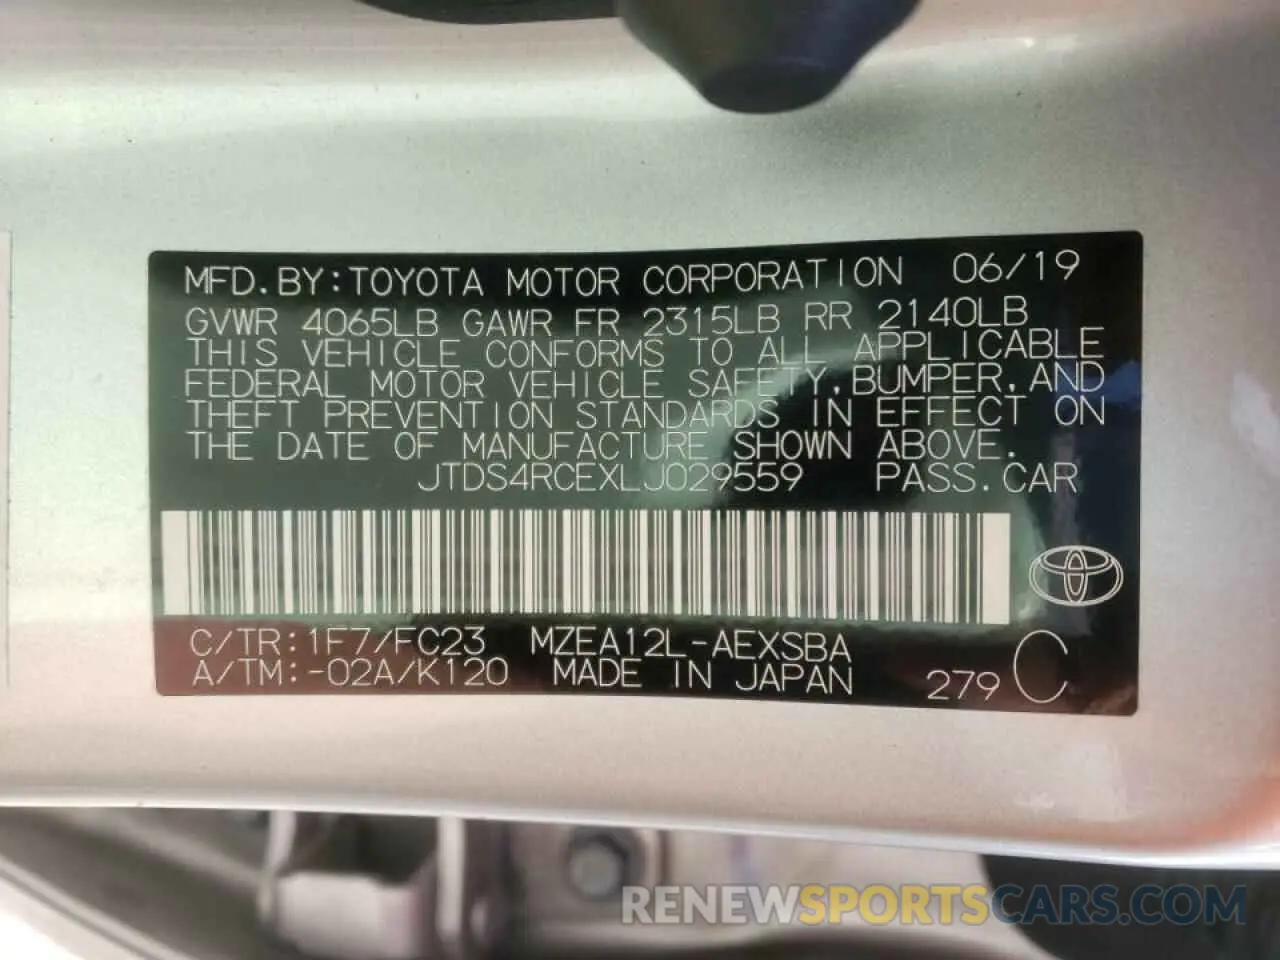 MFD.BY:TOYOTA MOTOR CORPORATION 06/19
GVWR 4065LB GAWR FR 2315LB RR 2140LB
THIS VEHICLE CONFORMS TO ALL APPLICABLE
FEDERAL MOTOR VEHICLE SAFETY,BUMPER,AND
THEFT PREVENTION STANDARDS IN EFFECT ON
THE DATE OF MANUFACTURE SHOWN ABOVE.
JTDS4RCEXLJ029559 PASS.CAR
C/TR:1F7/FC23 MZEA12L-AEXSBA
A/TM:-02A/K120 MADE IN JAPAN 279 C
RENEWSPORTSCARS.COM